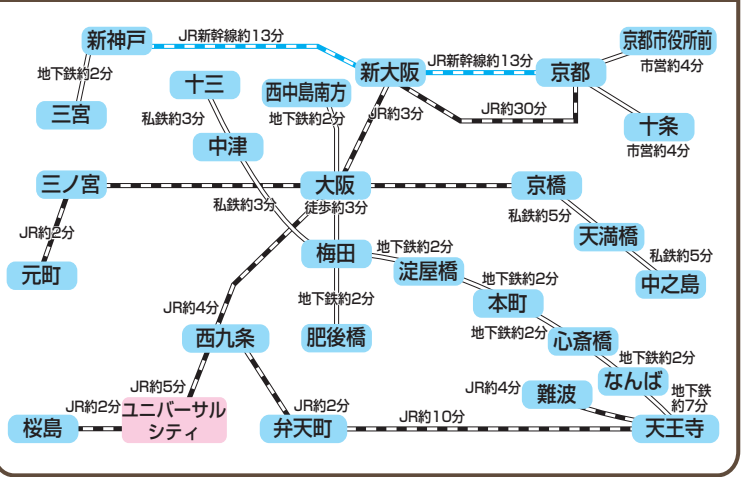 新神戸
JR新幹線約13分
京都市役所前
地下鉄約2分
新大阪
JR新幹線約13分
京都
市営約4分
十三
西中島南方
三宮
私鉄約3分
地下鉄約2分
JR約3分
JR約30分
十条
中津
市営約4分
三ノ宮
大阪
京橋
私鉄約3分
徒歩約3分
私鉄約5分
JR約2分
天満橋
梅田
地下鉄約2分
私鉄約5分
元町
淀屋橋
地下鉄約2分
中之島
地下鉄約2分
本町
JR約4分
西九条
肥後橋
地下鉄約2分
心斎橋
地下鉄約2分
JR約5分
JR約4分
難波
なんば
地下鉄
約7分
JR約2分
ユニバーサル
シティ
JR約2分
JR約10分
桜島
弁天町
天王寺